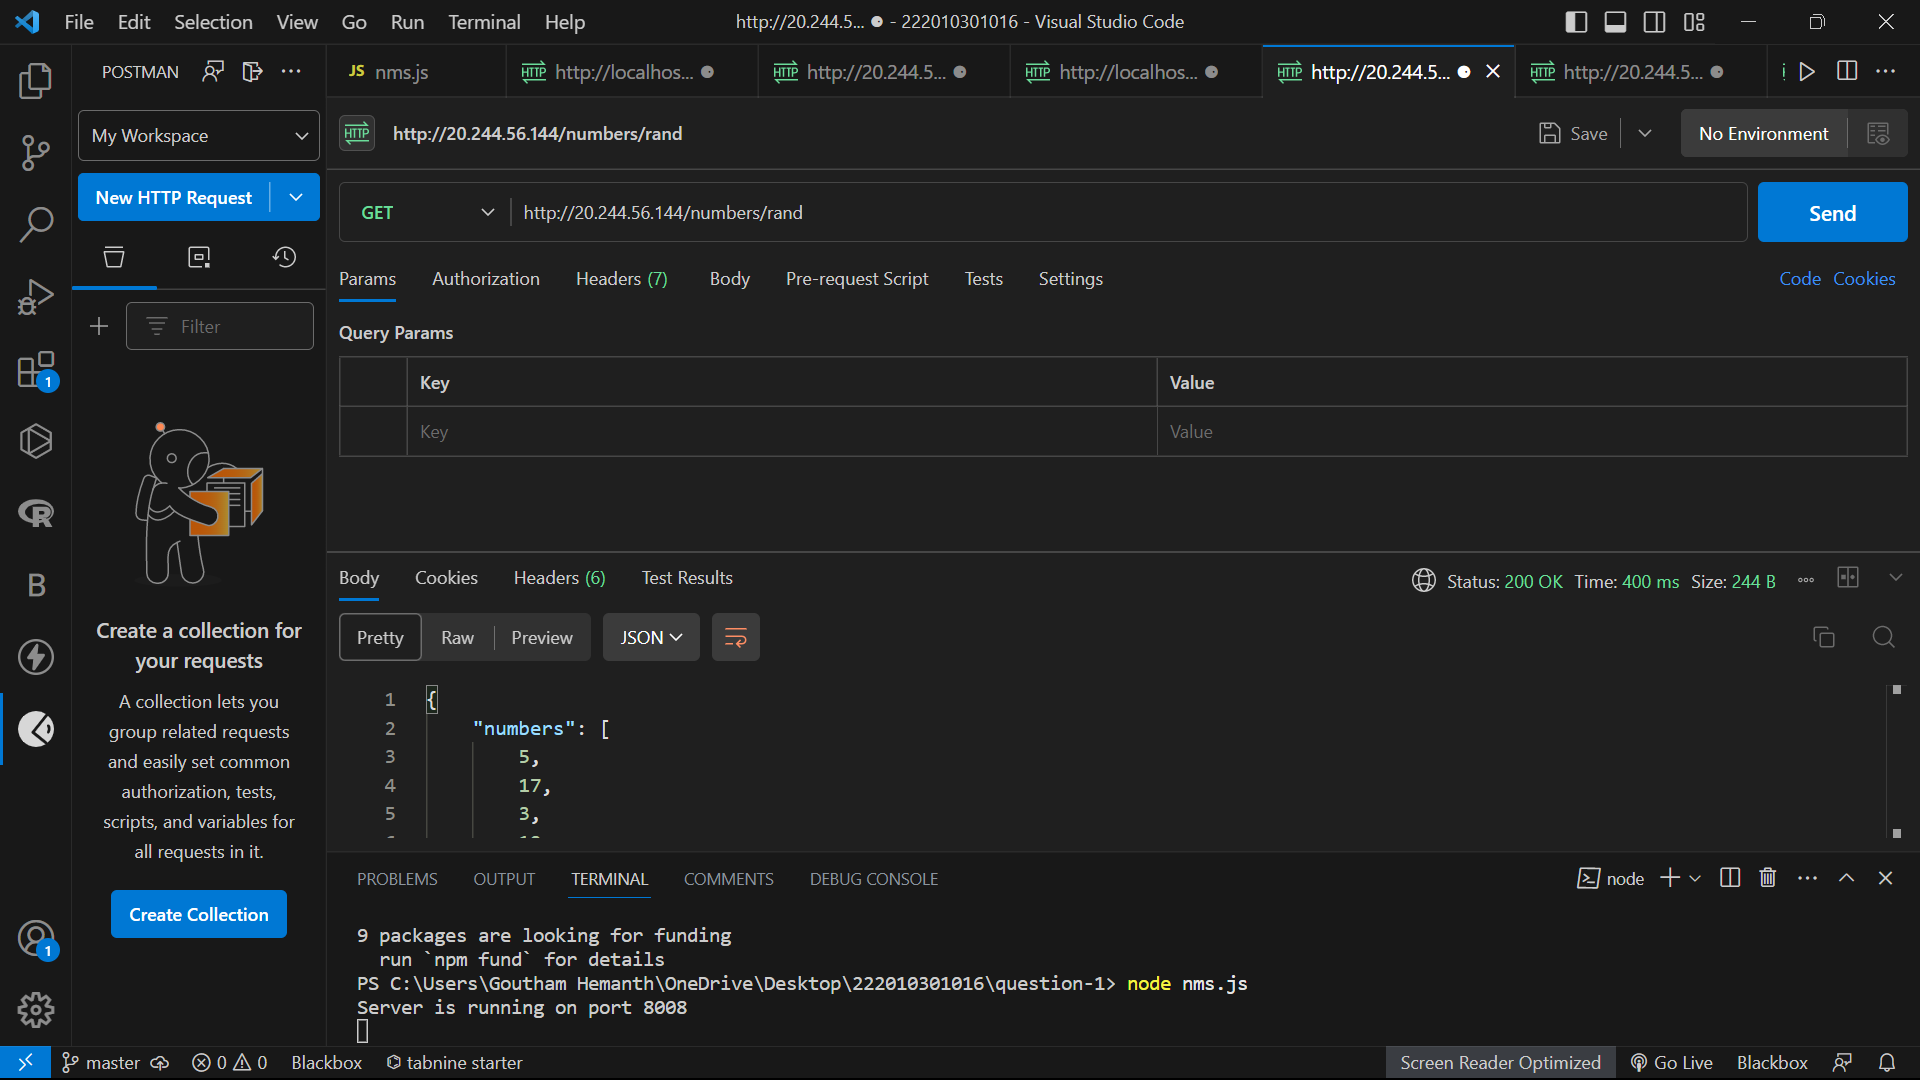 File Edit Selection View Go Run Terminal Help
http://20.244.5... ● - 222010301016 - Visual Studio Code
POSTMAN
JS nms.js
HTTP http://localhos...
HTTP http://20.244.5...
HTTP http://localhos...
HTTP http://20.244.5...
HTTP http://20.244.5...
My Workspace
HTTP http://20.244.56.144/numbers/rand
Save
No Environment
New HTTP Request
GET http://20.244.56.144/numbers/rand
Send
Params Authorization Headers (7) Body Pre-request Script Tests Settings
Code Cookies
Filter
Query Params
Key Value
Key Value
1
B
Create a collection for
your requests
A collection lets you
group related requests
and easily set common
authorization, tests,
scripts, and variables for
all requests in it.
Create Collection
1
Body Cookies Headers (6) Test Results
Status: 200 OK Time: 400 ms Size: 244 B
Pretty Raw Preview JSON
1 {
2 "numbers": [
3 5,
4 17,
5 3,
PROBLEMS OUTPUT TERMINAL COMMENTS DEBUG CONSOLE
node
9 packages are looking for funding
run `npm fund` for details
PS C:\Users\Goutham Hemanth\OneDrive\Desktop\222010301016\question-1> node nms.js
Server is running on port 8008
master 0 0 Blackbox tabnine starter
Screen Reader Optimized Go Live Blackbox